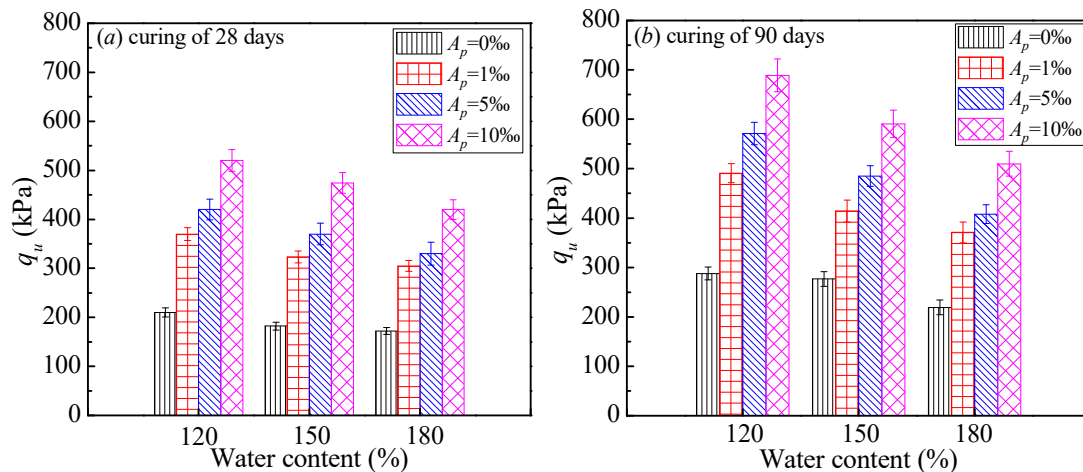 (a) curing of 28 days
A_p=0‰
A_p=1‰
A_p=5‰
A_p=10‰
800
700
600
500
400
300
200
100
0
q_u (kPa)
120 150 180
Water content (%)
(b) curing of 90 days
A_p=0‰
A_p=1‰
A_p=5‰
A_p=10‰
800
700
600
500
400
300
200
100
0
q_u (kPa)
120 150 180
Water content (%)